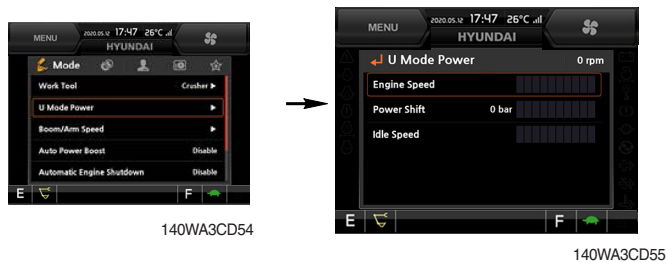 MENU
2020.05.12 17:47 26°C .ıl
HYUNDAI
Mode
Work Tool Crusher ►
U Mode Power ►
Boom/Arm Speed ►
Auto Power Boost Disable
Automatic Engine Shutdown Disable
E F
140WA3CD54
MENU
2020.05.12 17:47 26°C .ıl
HYUNDAI
U Mode Power 0 rpm
Engine Speed
Power Shift 0 bar
Idle Speed
E F
140WA3CD55